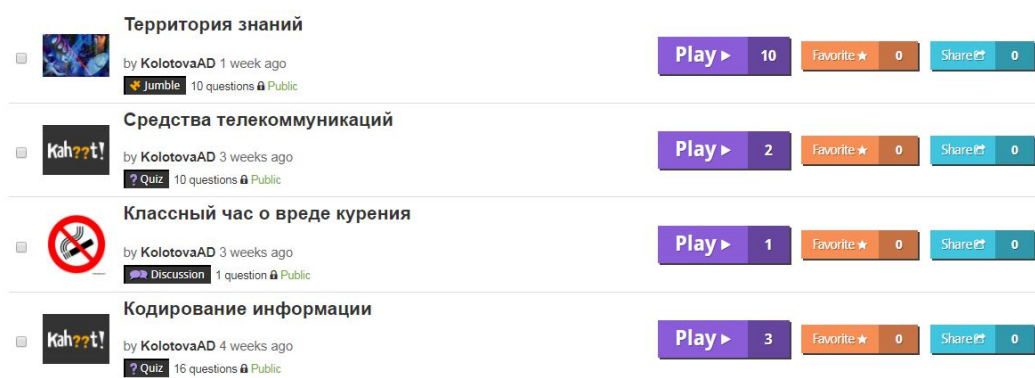 Территория знаний
by KolotovaAD 1 week ago
Jumble 10 questions Public
Play 10 Favorite 0 Share 0
Средства телекоммуникаций
Kah??t!
by KolotovaAD 3 weeks ago
? Quiz 10 questions Public
Play 2 Favorite 0 Share 0
Классный час о вреде курения
by KolotovaAD 3 weeks ago
Discussion 1 question Public
Play 1 Favorite 0 Share 0
Кодирование информации
Kah??t!
by KolotovaAD 4 weeks ago
? Quiz 16 questions Public
Play 3 Favorite 0 Share 0